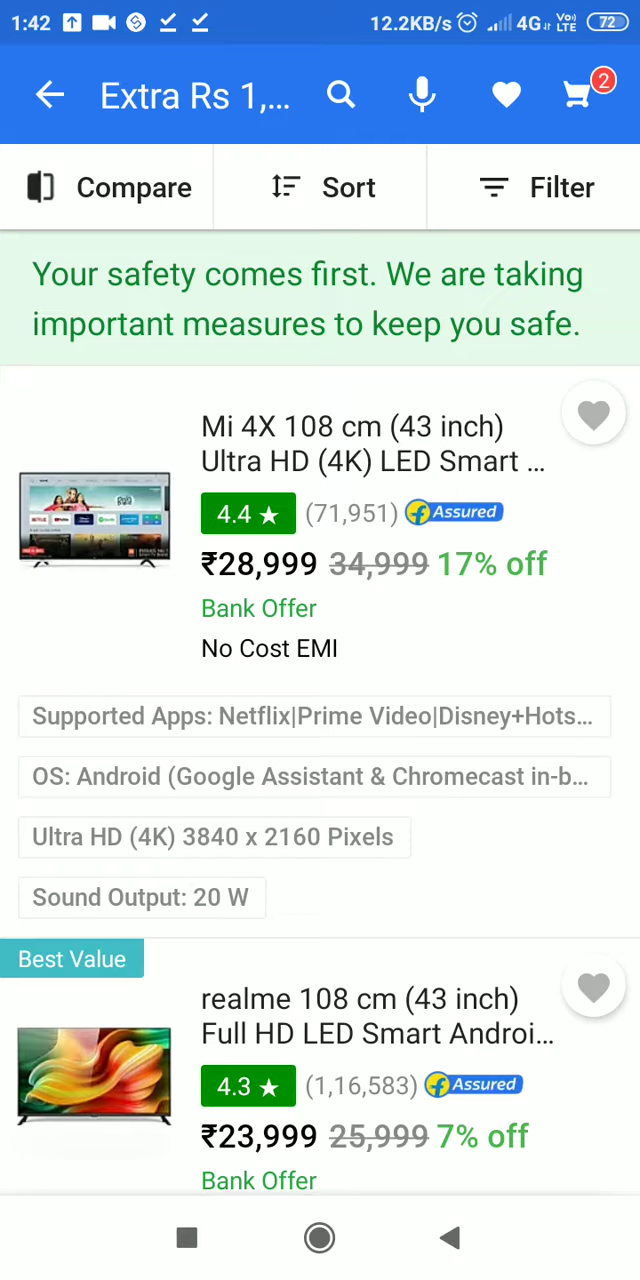 1:42
12.2KB/s 4G Vo) LTE 72
Extra Rs 1,... 2
Compare Sort Filter
Your safety comes first. We are taking
important measures to keep you safe.
Mi 4X 108 cm (43 inch)
Ultra HD (4K) LED Smart ...
4.4 ★ (71,951) f Assured
₹28,999 34,999 17% off
Bank Offer
No Cost EMI
Supported Apps: Netflix|Prime Video|Disney+Hots...
OS: Android (Google Assistant & Chromecast in-b...
Ultra HD (4K) 3840 x 2160 Pixels
Sound Output: 20 W
Best Value
realme 108 cm (43 inch)
Full HD LED Smart Androi...
4.3 ★ (1,16,583) f Assured
₹23,999 25,999 7% off
Bank Offer